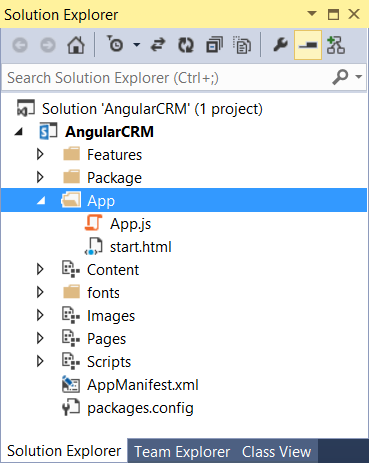 Solution Explorer
Search Solution Explorer (Ctrl+;)
Solution 'AngularCRM' (1 project)
AngularCRM
Features
Package
App
App.js
start.html
Content
fonts
Images
Pages
Scripts
AppManifest.xml
packages.config
Solution Explorer Team Explorer Class View